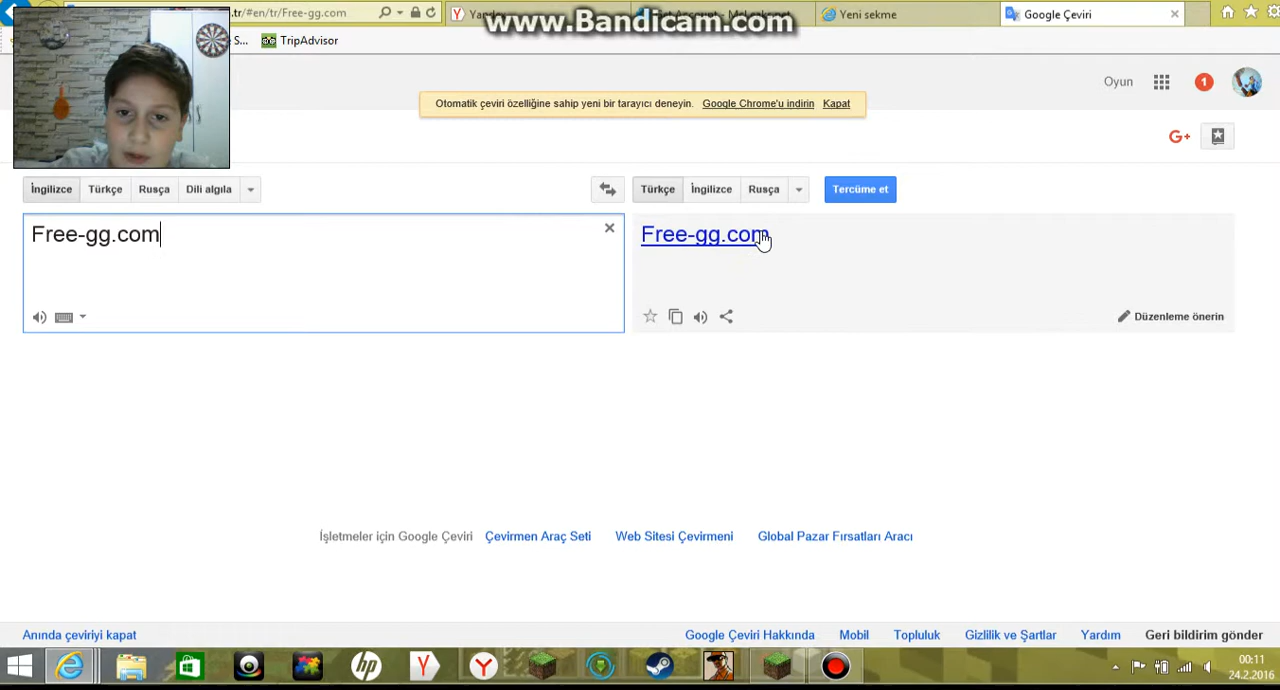 .tr/#en/tr/Free-gg.com
Yeni sekme
Google Çeviri
www.Bandicam.com
S...
TripAdvisor
Oyun
1
Otomatik çeviri özelliğine sahip yeni bir tarayıcı deneyin. Google Chrome'u indirin Kapat
G+
İngilizce Türkçe Rusça Dili algıla
Türkçe İngilizce Rusça
Tercüme et
Free-gg.com
Free-gg.com
Düzenleme önerin
İşletmeler için Google Çeviri Çevirmen Araç Seti Web Sitesi Çevirmeni Global Pazar Fırsatları Aracı
Anında çeviriyi kapat
Google Çeviri Hakkında Mobil Topluluk Gizlilik ve Şartlar Yardım Geri bildirim gönder
hp
00:11
24.2.2016